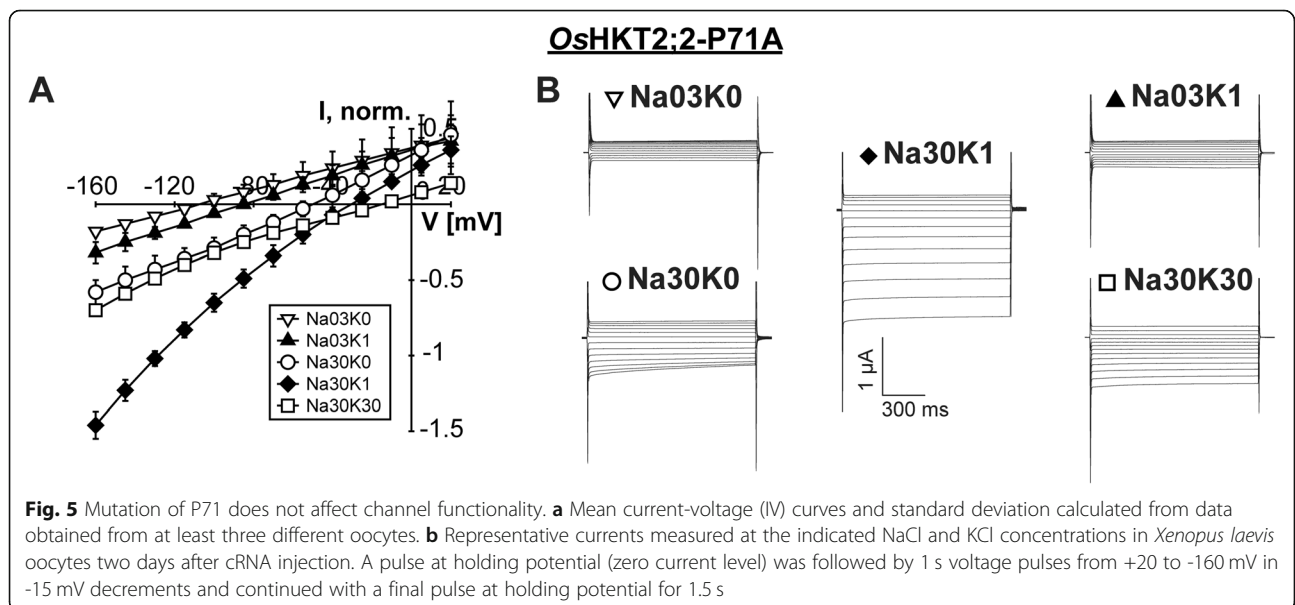 OsHKT2;2-P71A
A
I, norm.
0.5
-160
-120
-80
-40
20
V [mV]
-0.5
-1
-1.5
Na03K0
Na03K1
Na30K0
Na30K1
Na30K30
B
Na03K0
Na03K1
Na30K1
Na30K0
Na30K30
1 µA
300 ms
Fig. 5 Mutation of P71 does not affect channel functionality. a Mean current-voltage (IV) curves and standard deviation calculated from data
obtained from at least three different oocytes. b Representative currents measured at the indicated NaCl and KCl concentrations in Xenopus laevis
oocytes two days after cRNA injection. A pulse at holding potential (zero current level) was followed by 1 s voltage pulses from +20 to -160 mV in
-15 mV decrements and continued with a final pulse at holding potential for 1.5 s